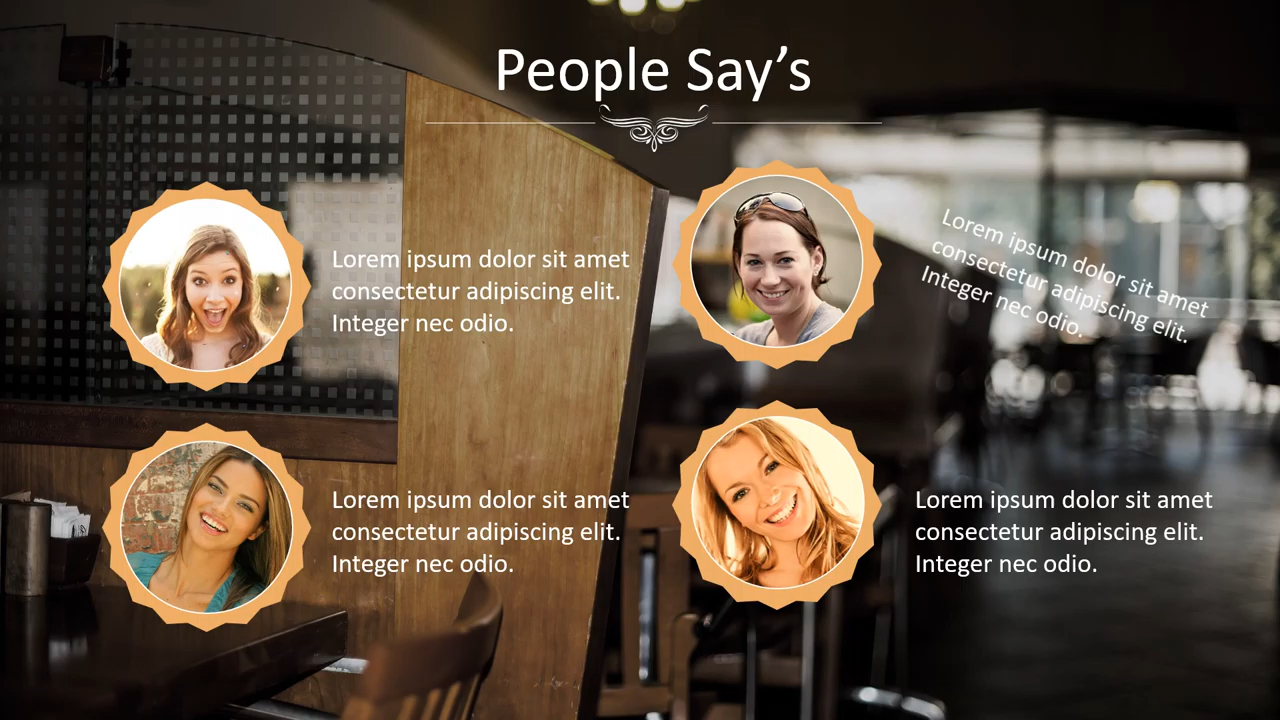 People Say’s
Lorem ipsum dolor sit amet
consectetur adipiscing elit.
Integer nec odio.
Lorem ipsum dolor sit amet
consectetur adipiscing elit.
Integer nec odio.
Lorem ipsum dolor sit amet
consectetur adipiscing elit.
Integer nec odio.
Lorem ipsum dolor sit amet
consectetur adipiscing elit.
Integer nec odio.